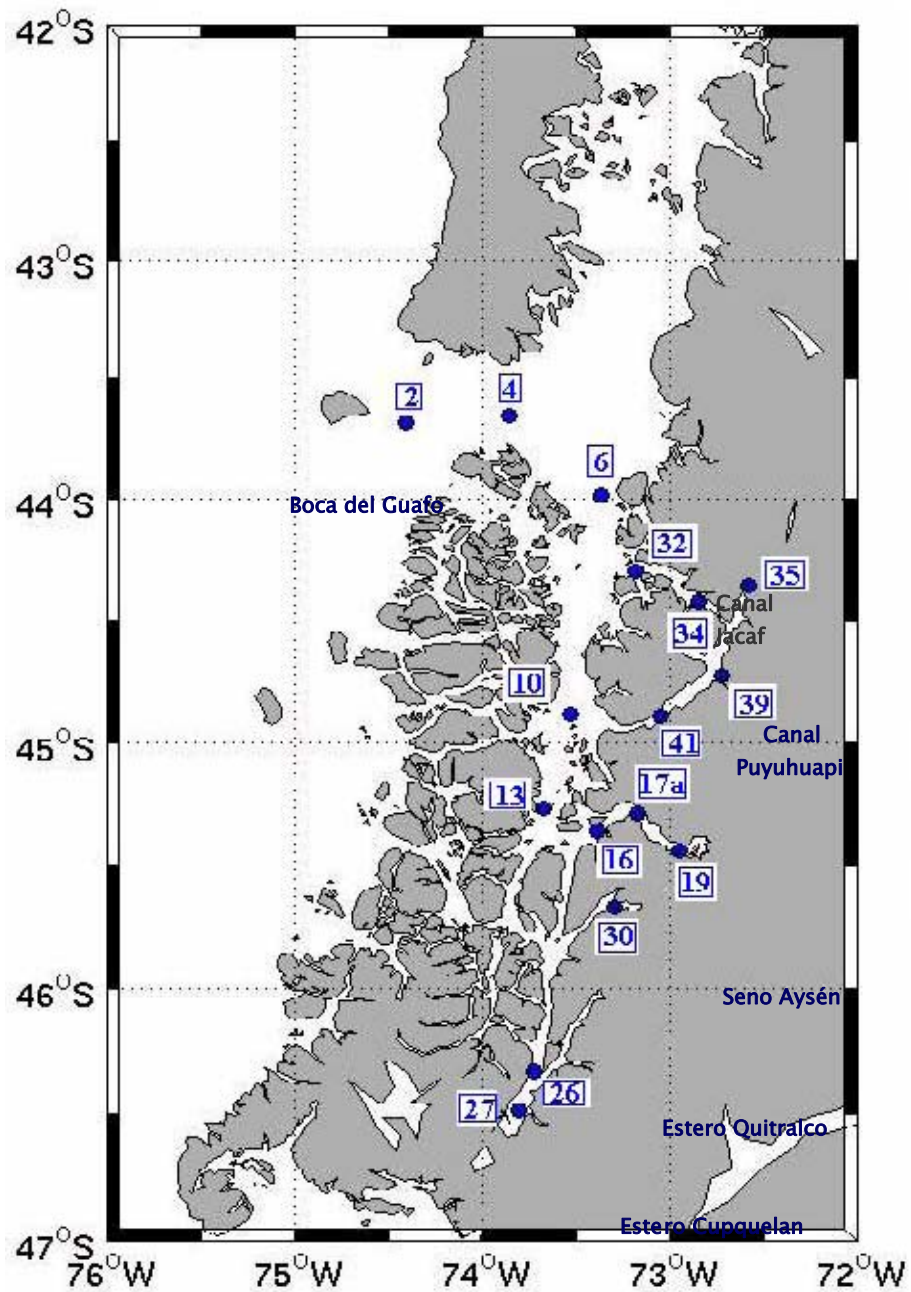 42°S
43°S
2
4
6
44°S
Boca del Guafo
32
35
Canal
34
Jacaf
10
39
41
Canal
45°S
Puyuhuapi
17a
13
16
19
30
46°S
Seno Aysén
26
27
Estero Quitralco
Estero Cupquelan
47°S
76°W
75°W
74°W
73°W
72°W